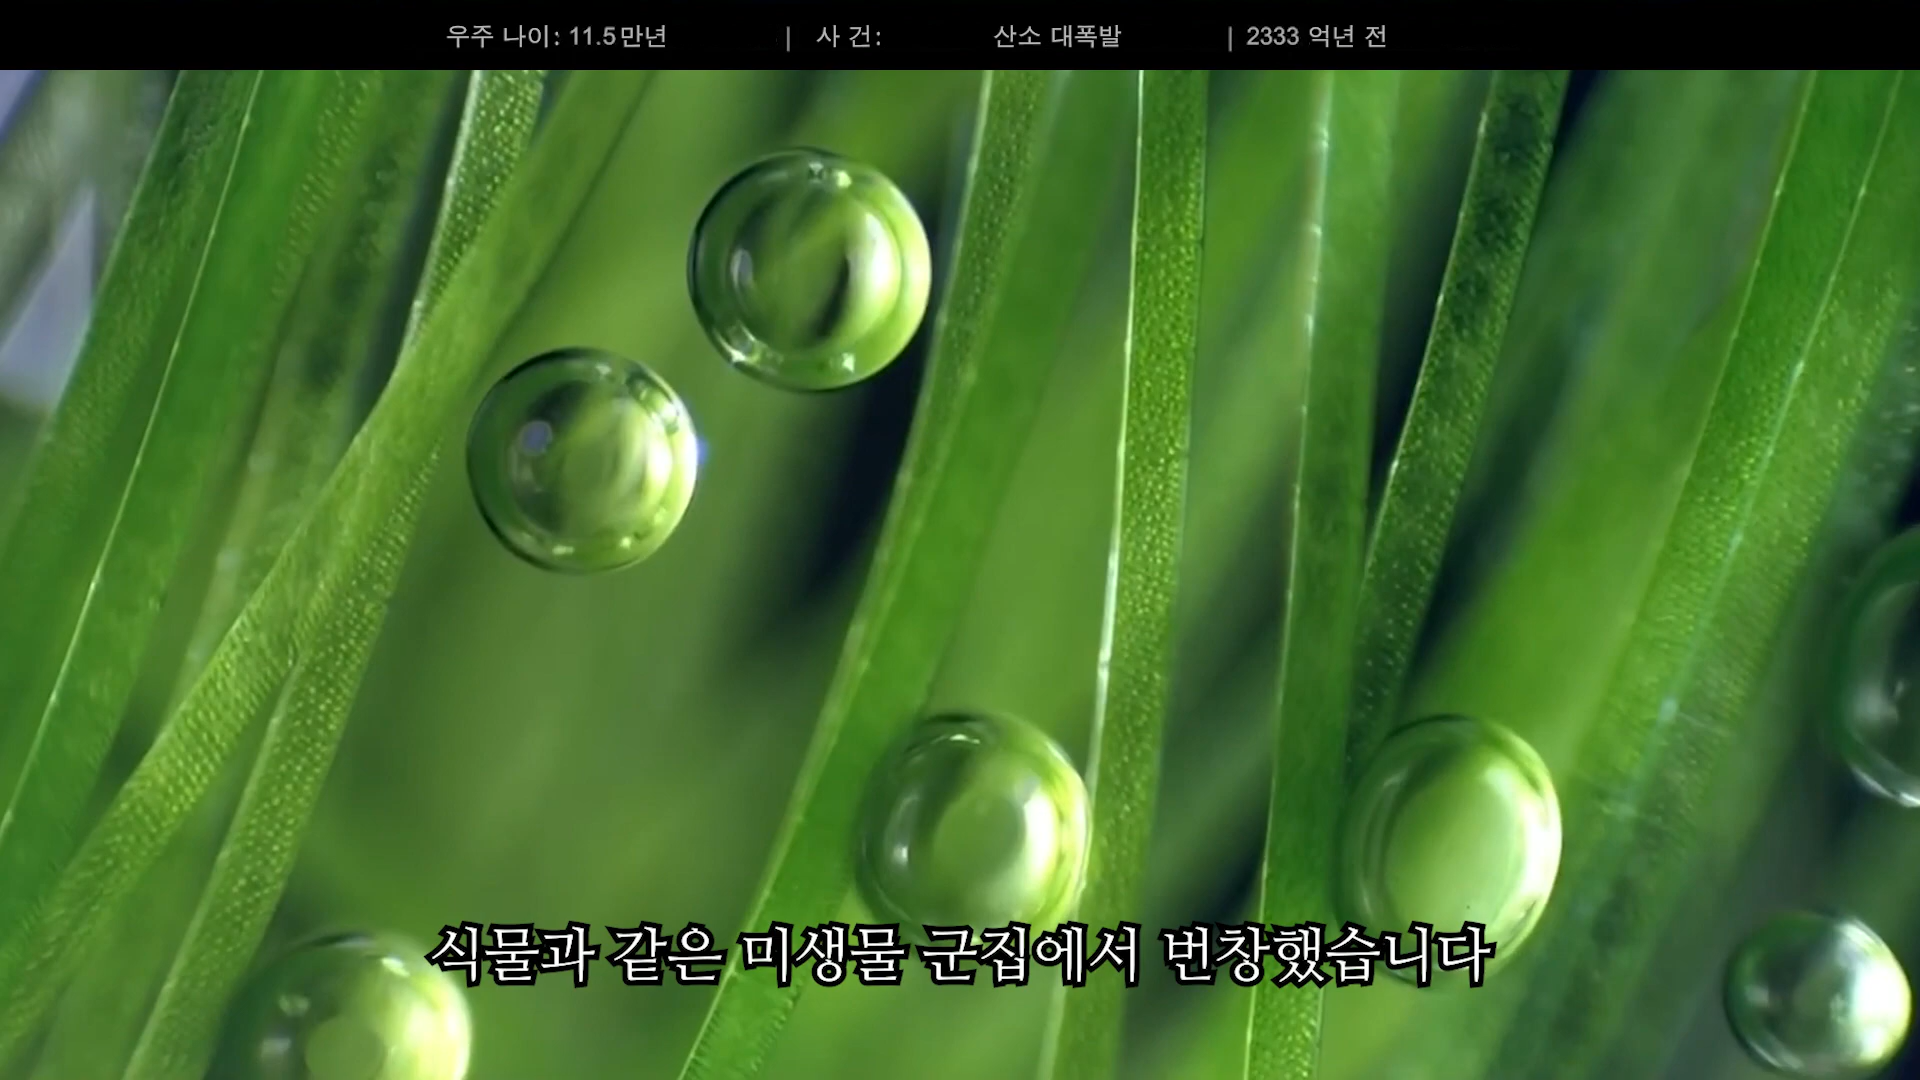 우주 나이: 11.5만년 | 사 건: 산소 대폭발 | 2333 억년 전
식물과 같은 미생물 군집에서 번창했습니다